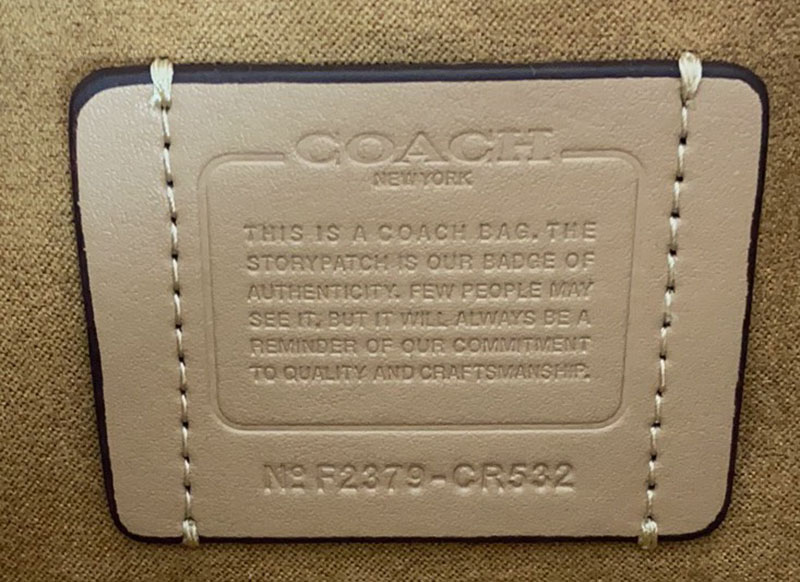 COACH
NEW YORK
THIS IS A COACH BAG. THE
STORYPATCH IS OUR BADGE OF
AUTHENTICITY. FEW PEOPLE MAY
SEE IT, BUT IT WILL ALWAYS BE A
REMINDER OF OUR COMMITMENT
TO QUALITY AND CRAFTSMANSHIP.
Nº F2379-CR532